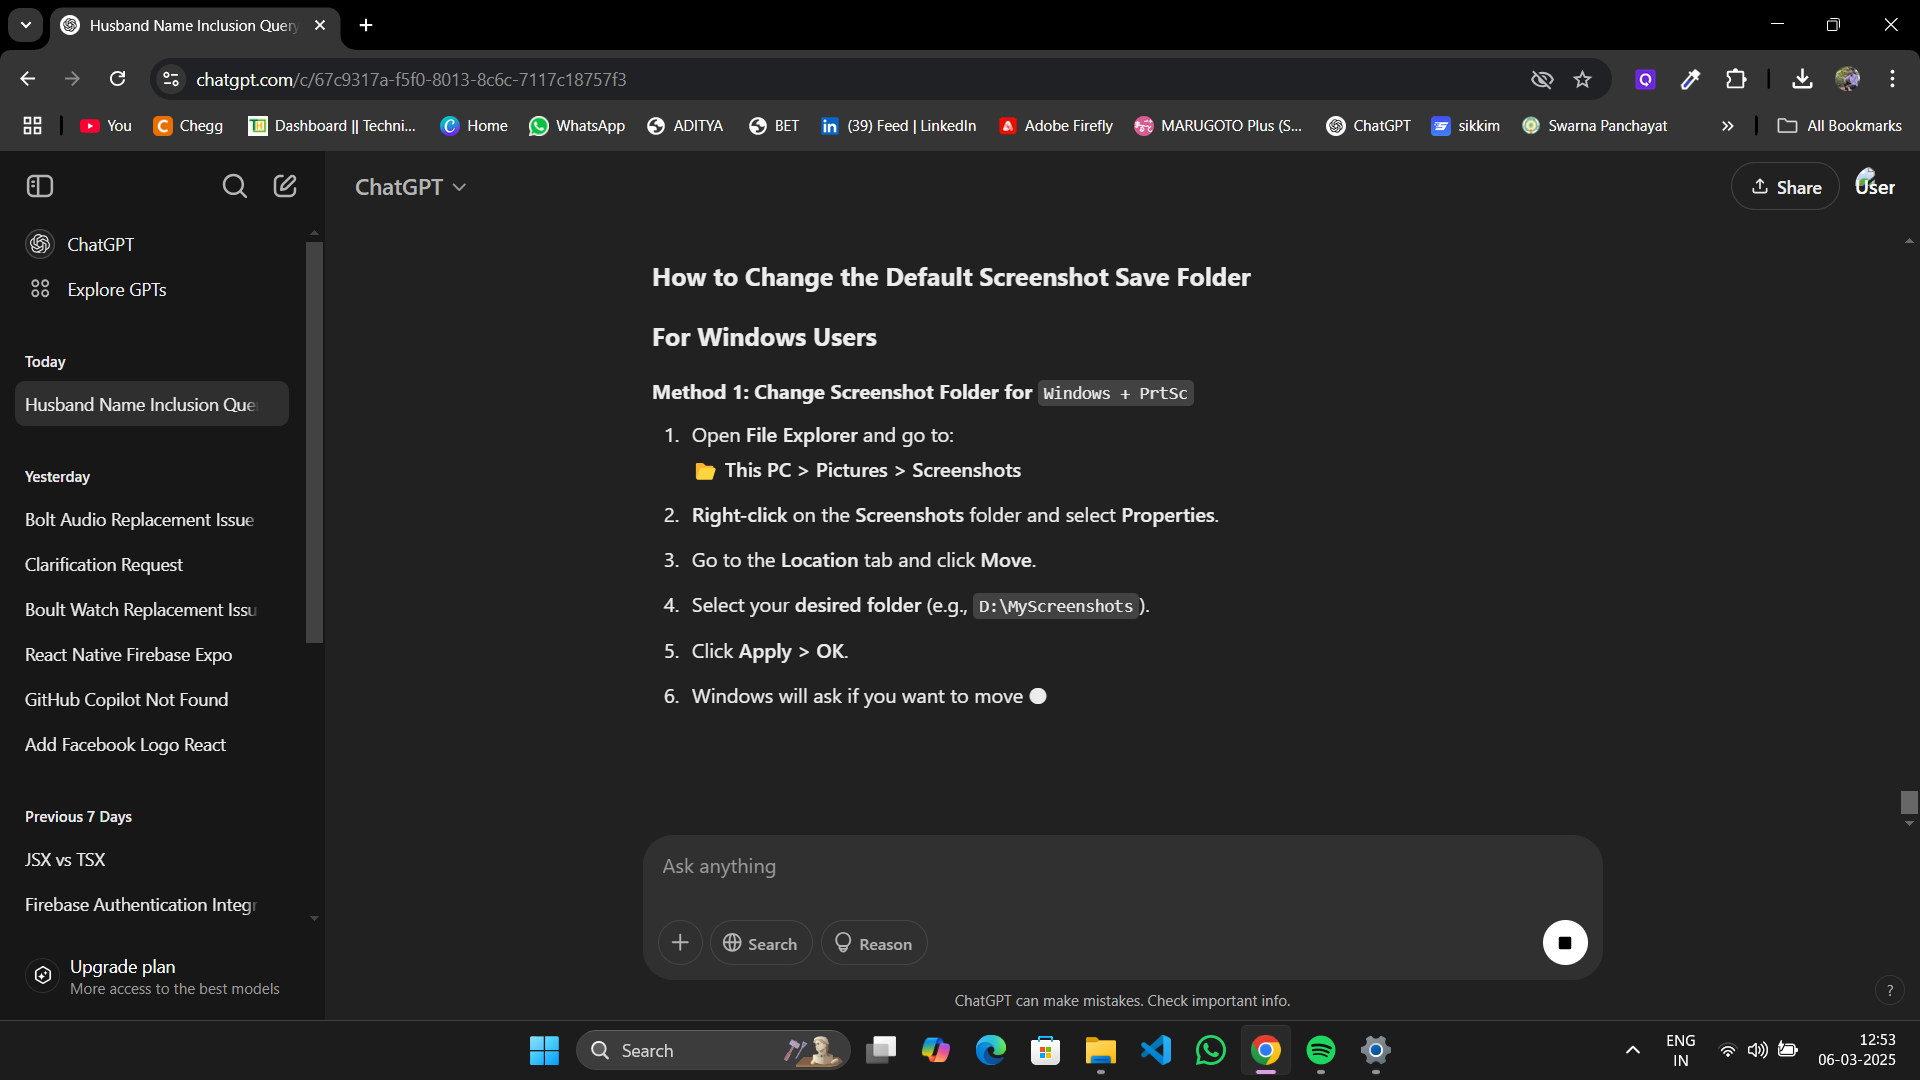 Husband Name Inclusion Query
chatgpt.com/c/67c9317a-f5f0-8013-8c6c-7117c18757f3
You
Chegg
Dashboard || Techni...
Home
WhatsApp
ADITYA
BET
(39) Feed | LinkedIn
Adobe Firefly
MARUGOTO Plus (S...
ChatGPT
sikkim
Swarna Panchayat
All Bookmarks
ChatGPT
Share
User
ChatGPT
Explore GPTs
Today
Husband Name Inclusion Que
Yesterday
Bolt Audio Replacement Issue
Clarification Request
Boult Watch Replacement Issu
React Native Firebase Expo
GitHub Copilot Not Found
Add Facebook Logo React
Previous 7 Days
JSX vs TSX
Firebase Authentication Integr
Upgrade plan
More access to the best models
How to Change the Default Screenshot Save Folder
For Windows Users
Method 1: Change Screenshot Folder for Windows + PrtSc
1. Open File Explorer and go to:
This PC > Pictures > Screenshots
2. Right-click on the Screenshots folder and select Properties.
3. Go to the Location tab and click Move.
4. Select your desired folder (e.g., D:\MyScreenshots).
5. Click Apply > OK.
6. Windows will ask if you want to move
Ask anything
Search
Reason
ChatGPT can make mistakes. Check important info.
?
Search
ENG
IN
12:53
06-03-2025